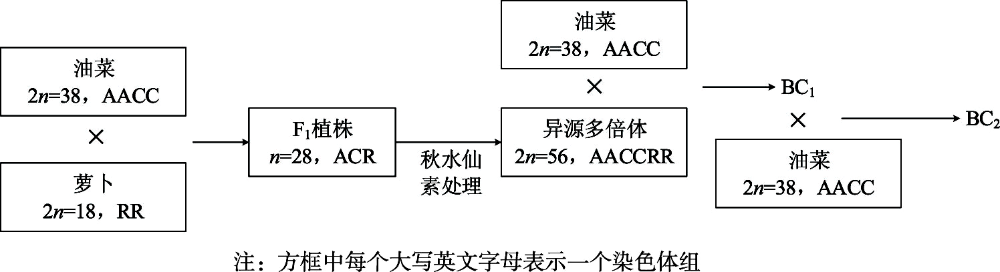 油菜
2n=38，AACC
×
萝卜
2n=18，RR
F₁植株
n=28，ACR
秋水仙
素处理
油菜
2n=38，AACC
×
异源多倍体
2n=56，AACCRR
BC₁
×
油菜
2n=38，AACC
BC₂
注：方框中每个大写英文字母表示一个染色体组